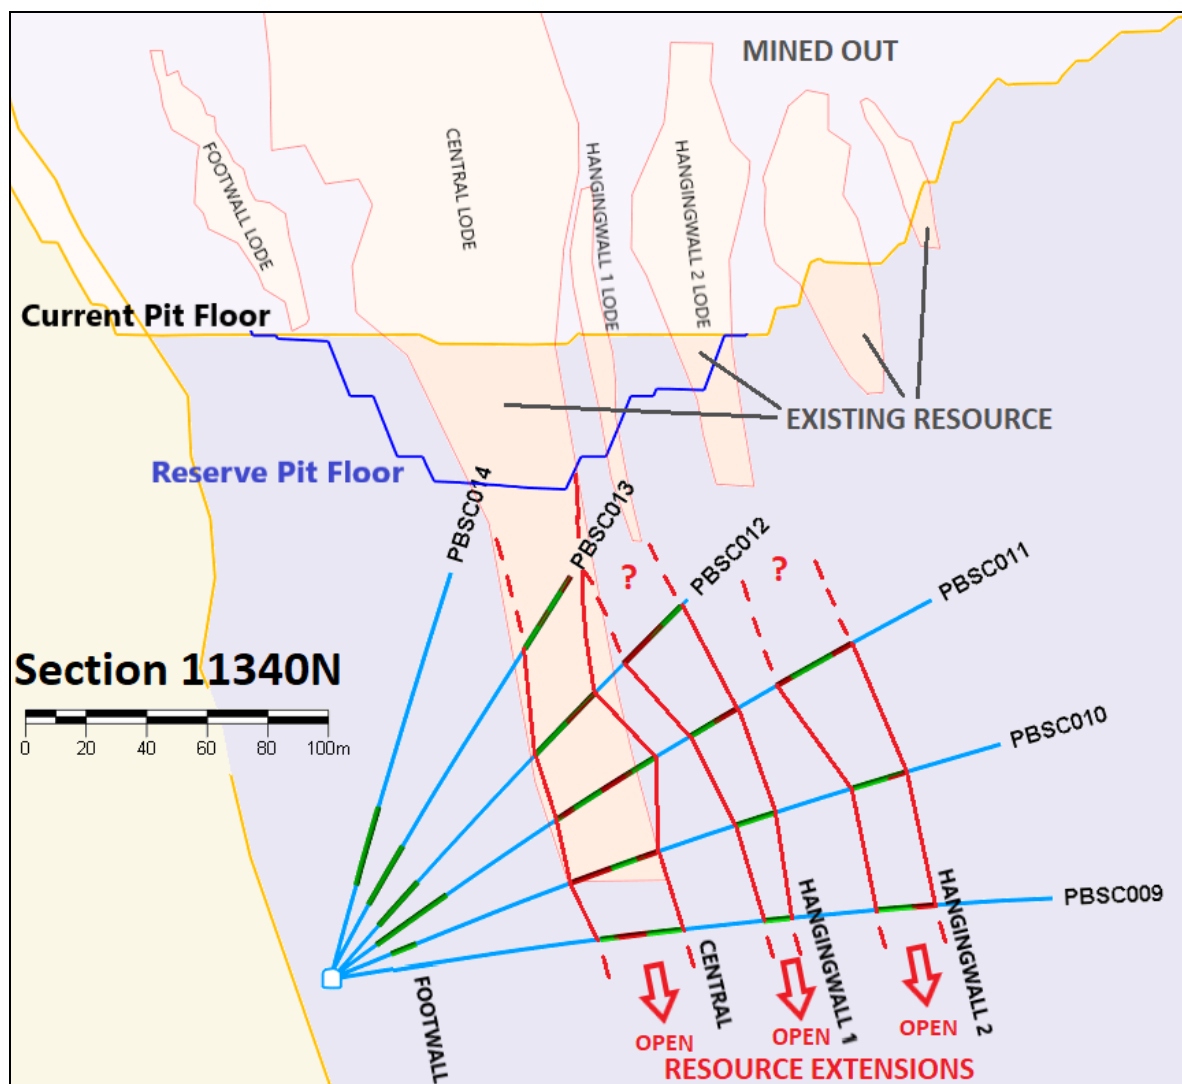 MINED OUT
FOOTWALL LODE
CENTRAL LODE
HANGINGWALL 1 LODE
HANGINGWALL 2 LODE
Current Pit Floor
EXISTING RESOURCE
Reserve Pit Floor
PBSC014
PBSC013
PBSC012
PBSC011
PBSC010
PBSC009
?
?
Section 11340N
0 20 40 60 80 100m
FOOTWALL
CENTRAL
HANGINGWALL 1
HANGINGWALL 2
OPEN
OPEN
OPEN
RESOURCE EXTENSIONS